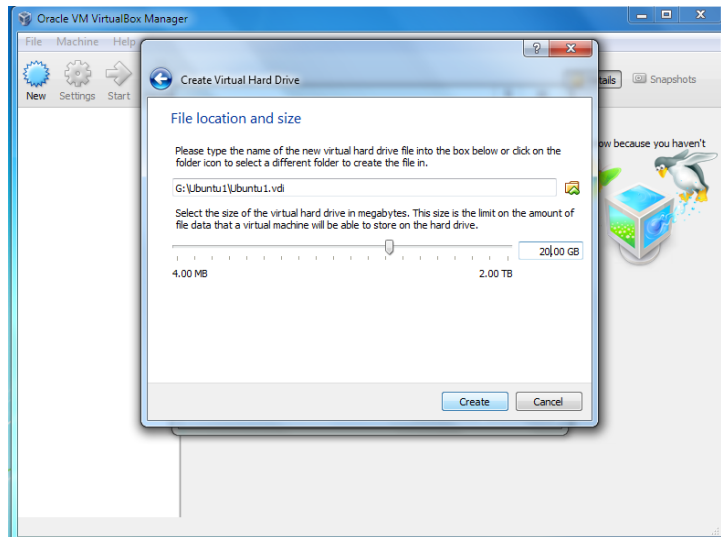 Oracle VM VirtualBox Manager
File Machine Help
New Settings Start
Snapshots
ow because you haven't
Create Virtual Hard Drive
File location and size
Please type the name of the new virtual hard drive file into the box below or click on the
folder icon to select a different folder to create the file in.
G:\Ubuntu1\Ubuntu1.vdi
Select the size of the virtual hard drive in megabytes. This size is the limit on the amount of
file data that a virtual machine will be able to store on the hard drive.
20.00 GB
4.00 MB 2.00 TB
Create Cancel